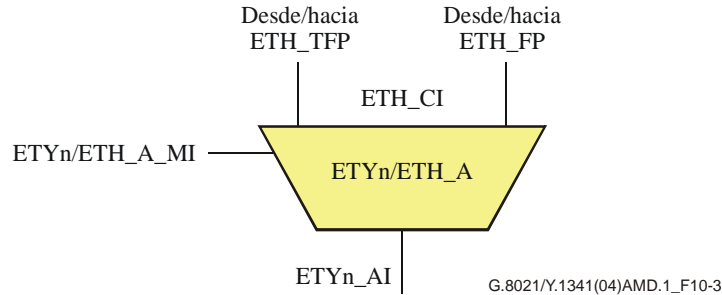 Desde/hacia
ETH_TFP
Desde/hacia
ETH_FP
ETH_CI
ETYn/ETH_A_MI
ETYn/ETH_A
ETYn_AI
G.8021/Y.1341(04)AMD.1_F10-3